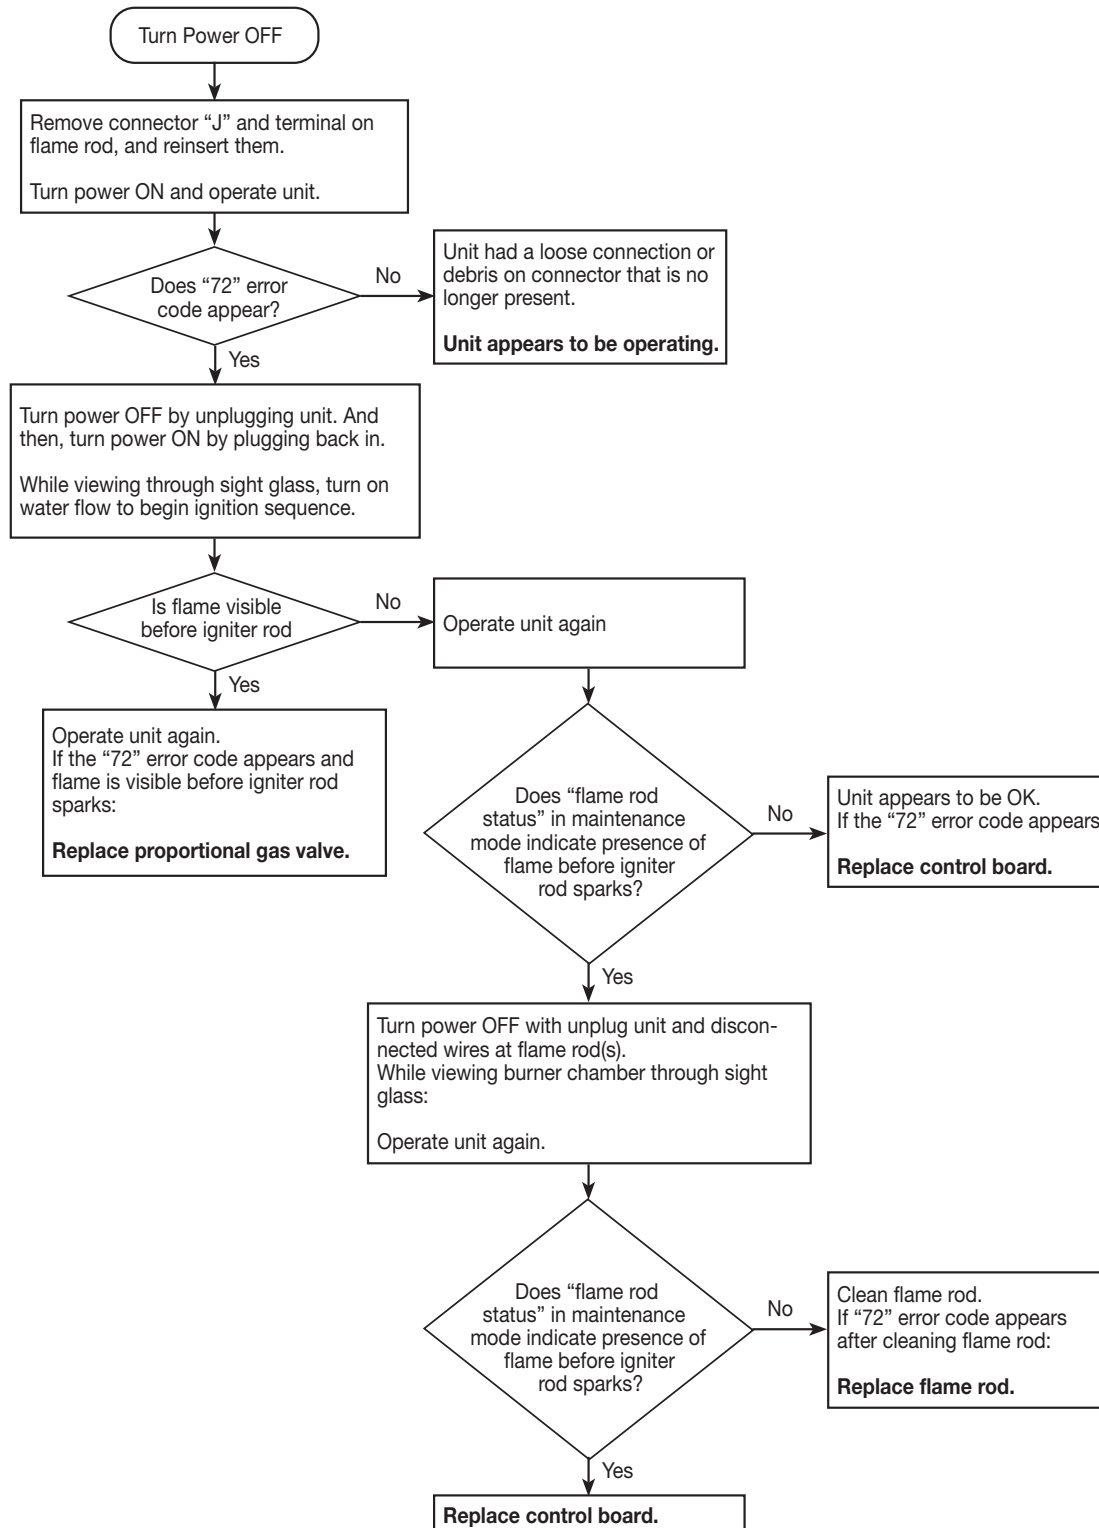 Turn Power OFF
Remove connector “J” and terminal on
flame rod, and reinsert them.
Turn power ON and operate unit.
Does “72” error
code appear?
No
Unit had a loose connection or
debris on connector that is no
longer present.
Unit appears to be operating.
Yes
Turn power OFF by unplugging unit. And
then, turn power ON by plugging back in.
While viewing through sight glass, turn on
water flow to begin ignition sequence.
Is flame visible
before igniter rod
No
Operate unit again
Yes
Operate unit again.
If the “72” error code appears and
flame is visible before igniter rod
sparks:
Replace proportional gas valve.
Does “flame rod
status” in maintenance
mode indicate presence of
flame before igniter
rod sparks?
No
Unit appears to be OK.
If the “72” error code appears
Replace control board.
Yes
Turn power OFF with unplug unit and discon-
nected wires at flame rod(s).
While viewing burner chamber through sight
glass:
Operate unit again.
Does “flame rod
status” in maintenance
mode indicate presence of
flame before igniter
rod sparks?
No
Clean flame rod.
If “72” error code appears
after cleaning flame rod:
Replace flame rod.
Yes
Replace control board.